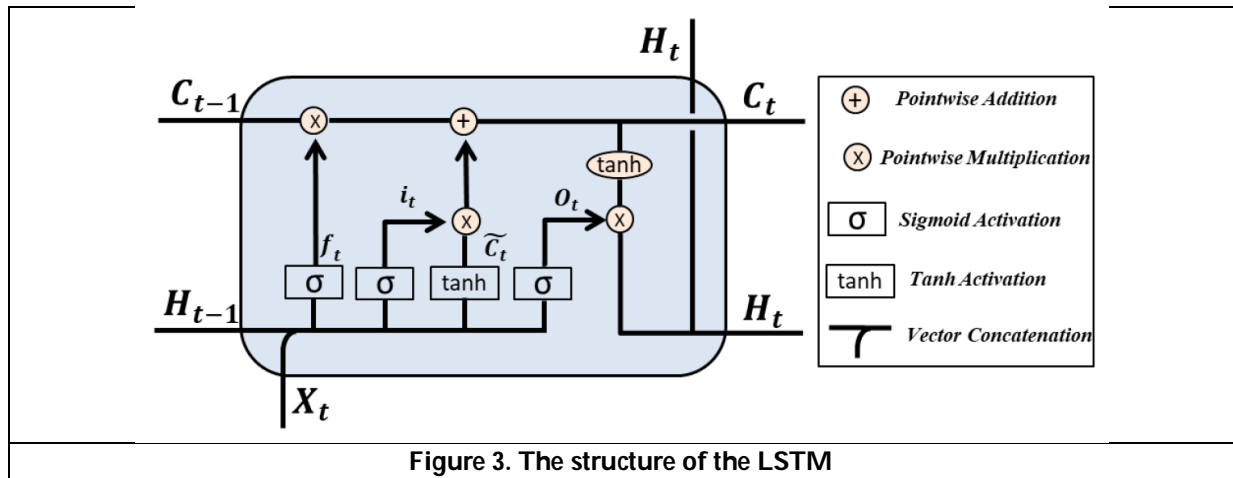 H_t
C_{t-1}
C_t
x
+
tanh
i_t
O_t
x
x
f_t
C̃_t
σ
σ
tanh
σ
H_{t-1}
H_t
X_t
+ Pointwise Addition
x Pointwise Multiplication
σ Sigmoid Activation
tanh Tanh Activation
Vector Concatenation
Figure 3. The structure of the LSTM